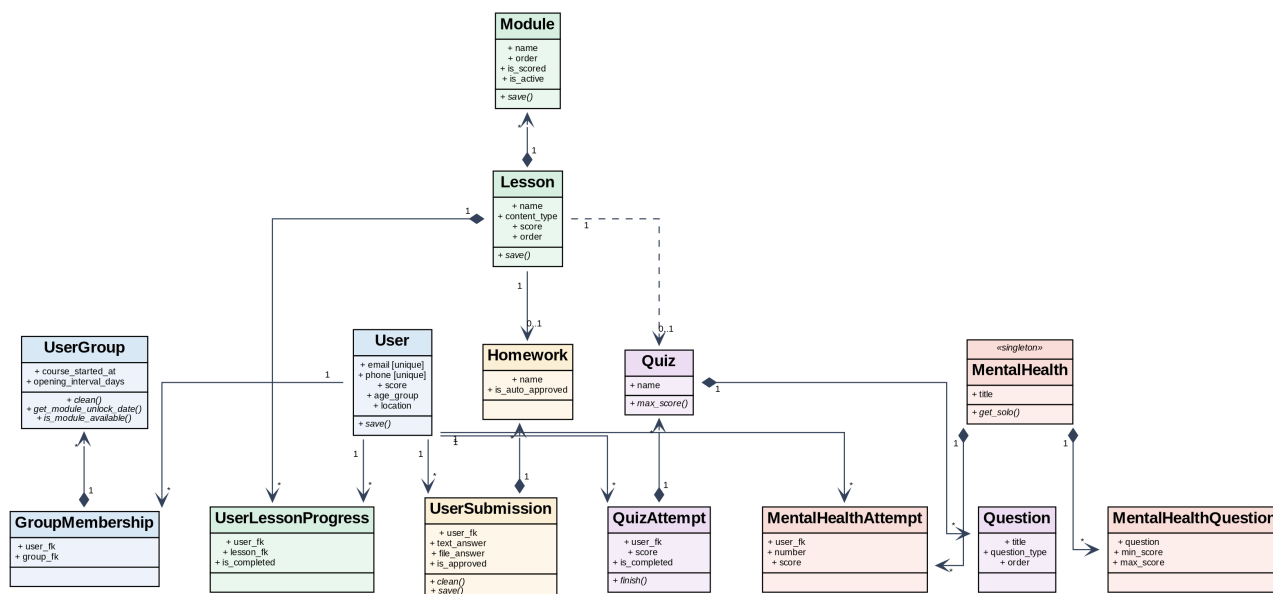 Module
+ name
+ order
+ is_scored
+ is_active
+ save()
*
1
Lesson
+ name
+ content_type
+ score
+ order
+ save()
1
1
1
0..1
0..1
UserGroup
+ course_started_at
+ opening_interval_days
+ clean()
+ get_module_unlock_date()
+ is_module_available()
User
+ email [unique]
+ phone [unique]
+ score
+ age_group
+ location
+ save()
Homework
+ name
+ is_auto_approved
Quiz
+ name
+ max_score()
«singleton»
MentalHealth
+ title
+ get_solo()
1
1
*
1
*
*
1
1
1
1
1
*
*
*
*
*
*
1
1
1
*
*
*
GroupMembership
+ user_fk
+ group_fk
UserLessonProgress
+ user_fk
+ lesson_fk
+ is_completed
UserSubmission
+ user_fk
+ text_answer
+ file_answer
+ is_approved
+ clean()
+ save()
QuizAttempt
+ user_fk
+ score
+ is_completed
+ finish()
MentalHealthAttempt
+ user_fk
+ number
+ score
Question
+ title
+ question_type
+ order
MentalHealthQuestion
+ question
+ min_score
+ max_score